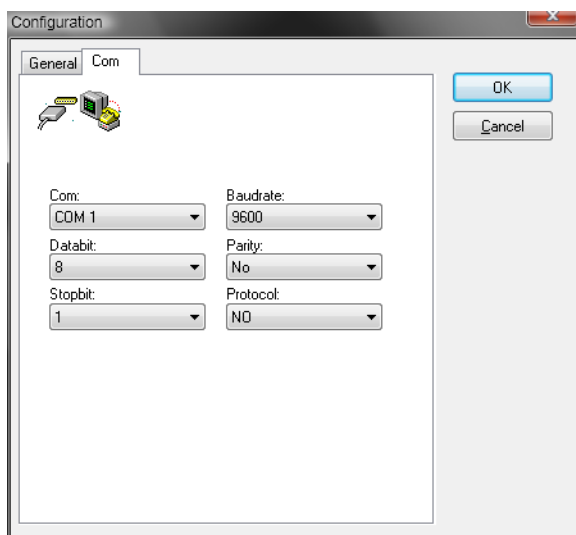 Configuration
x
General Com
OK
Cancel
Com: Baudrate:
COM 1 9600
Databit: Parity:
8 No
Stopbit: Protocol:
1 NO